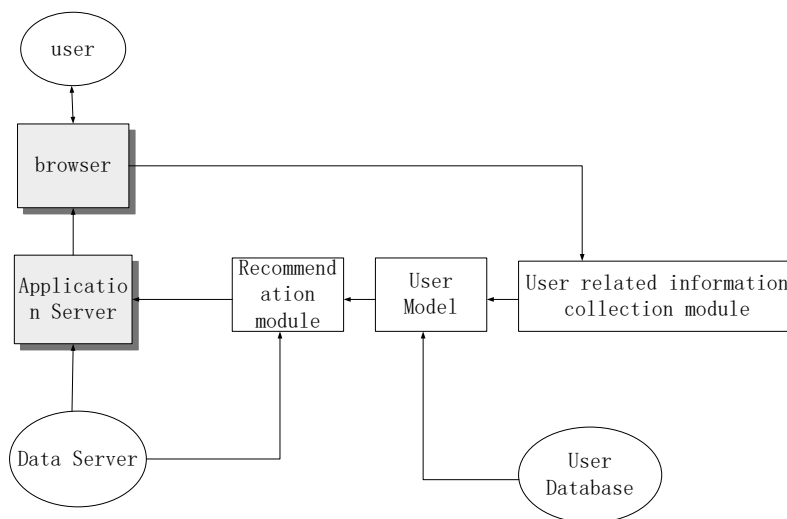 user
browser
Applicatio
n Server
Recommend
ation
module
User
Model
User related information
collection module
Data Server
User
Database